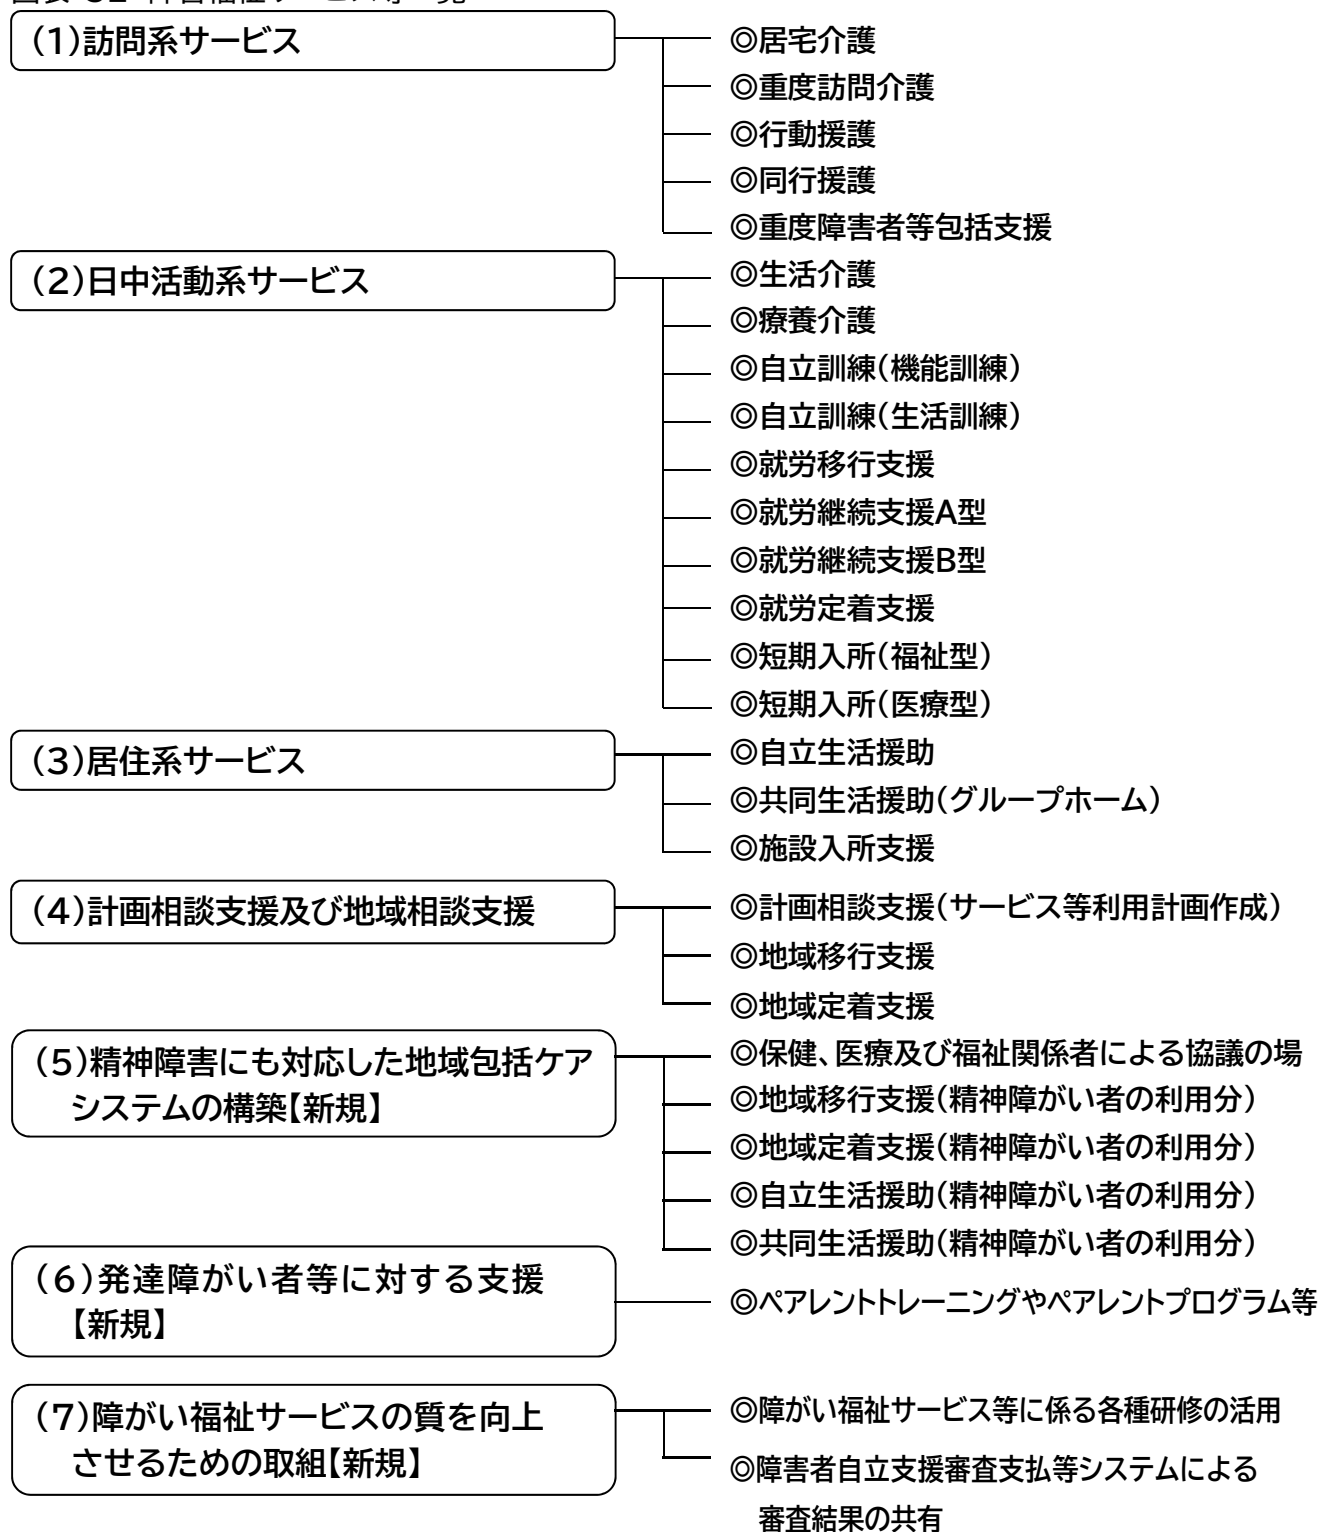 (1)訪問系サービス
◎居宅介護
◎重度訪問介護
◎行動援護
◎同行援護
◎重度障害者等包括支援
(2)日中活動系サービス
◎生活介護
◎療養介護
◎自立訓練(機能訓練)
◎自立訓練(生活訓練)
◎就労移行支援
◎就労継続支援A型
◎就労継続支援B型
◎就労定着支援
◎短期入所(福祉型)
◎短期入所(医療型)
(3)居住系サービス
◎自立生活援助
◎共同生活援助(グループホーム)
◎施設入所支援
(4)計画相談支援及び地域相談支援
◎計画相談支援(サービス等利用計画作成)
◎地域移行支援
◎地域定着支援
(5)精神障害にも対応した地域包括ケア
システムの構築【新規】
◎保健、医療及び福祉関係者による協議の場
◎地域移行支援(精神障がい者の利用分)
◎地域定着支援(精神障がい者の利用分)
◎自立生活援助(精神障がい者の利用分)
◎共同生活援助(精神障がい者の利用分)
(6)発達障がい者等に対する支援
【新規】
◎ペアレントトレーニングやペアレントプログラム等
(7)障がい福祉サービスの質を向上
させるための取組【新規】
◎障がい福祉サービス等に係る各種研修の活用
◎障害者自立支援審査支払等システムによる
審査結果の共有